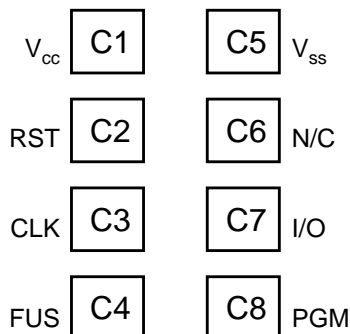 Vcc C1 C5 Vss
RST C2 C6 N/C
CLK C3 C7 I/O
FUS C4 C8 PGM